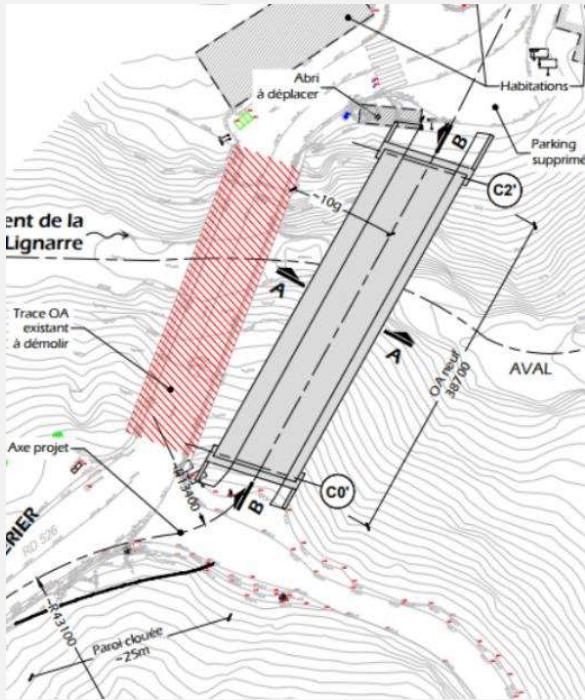 Abri
à déplacer
Habitations
B
Parking
supprimé
C2'
~10g
ent de la
Lignarre
A
Trace OA
existant
à démolir
A
AVAL
OA neuf
38700
Axe projet
~R13400
C0'
B
ERIER
RD 526
~R43100
Paroi clouée
~25m